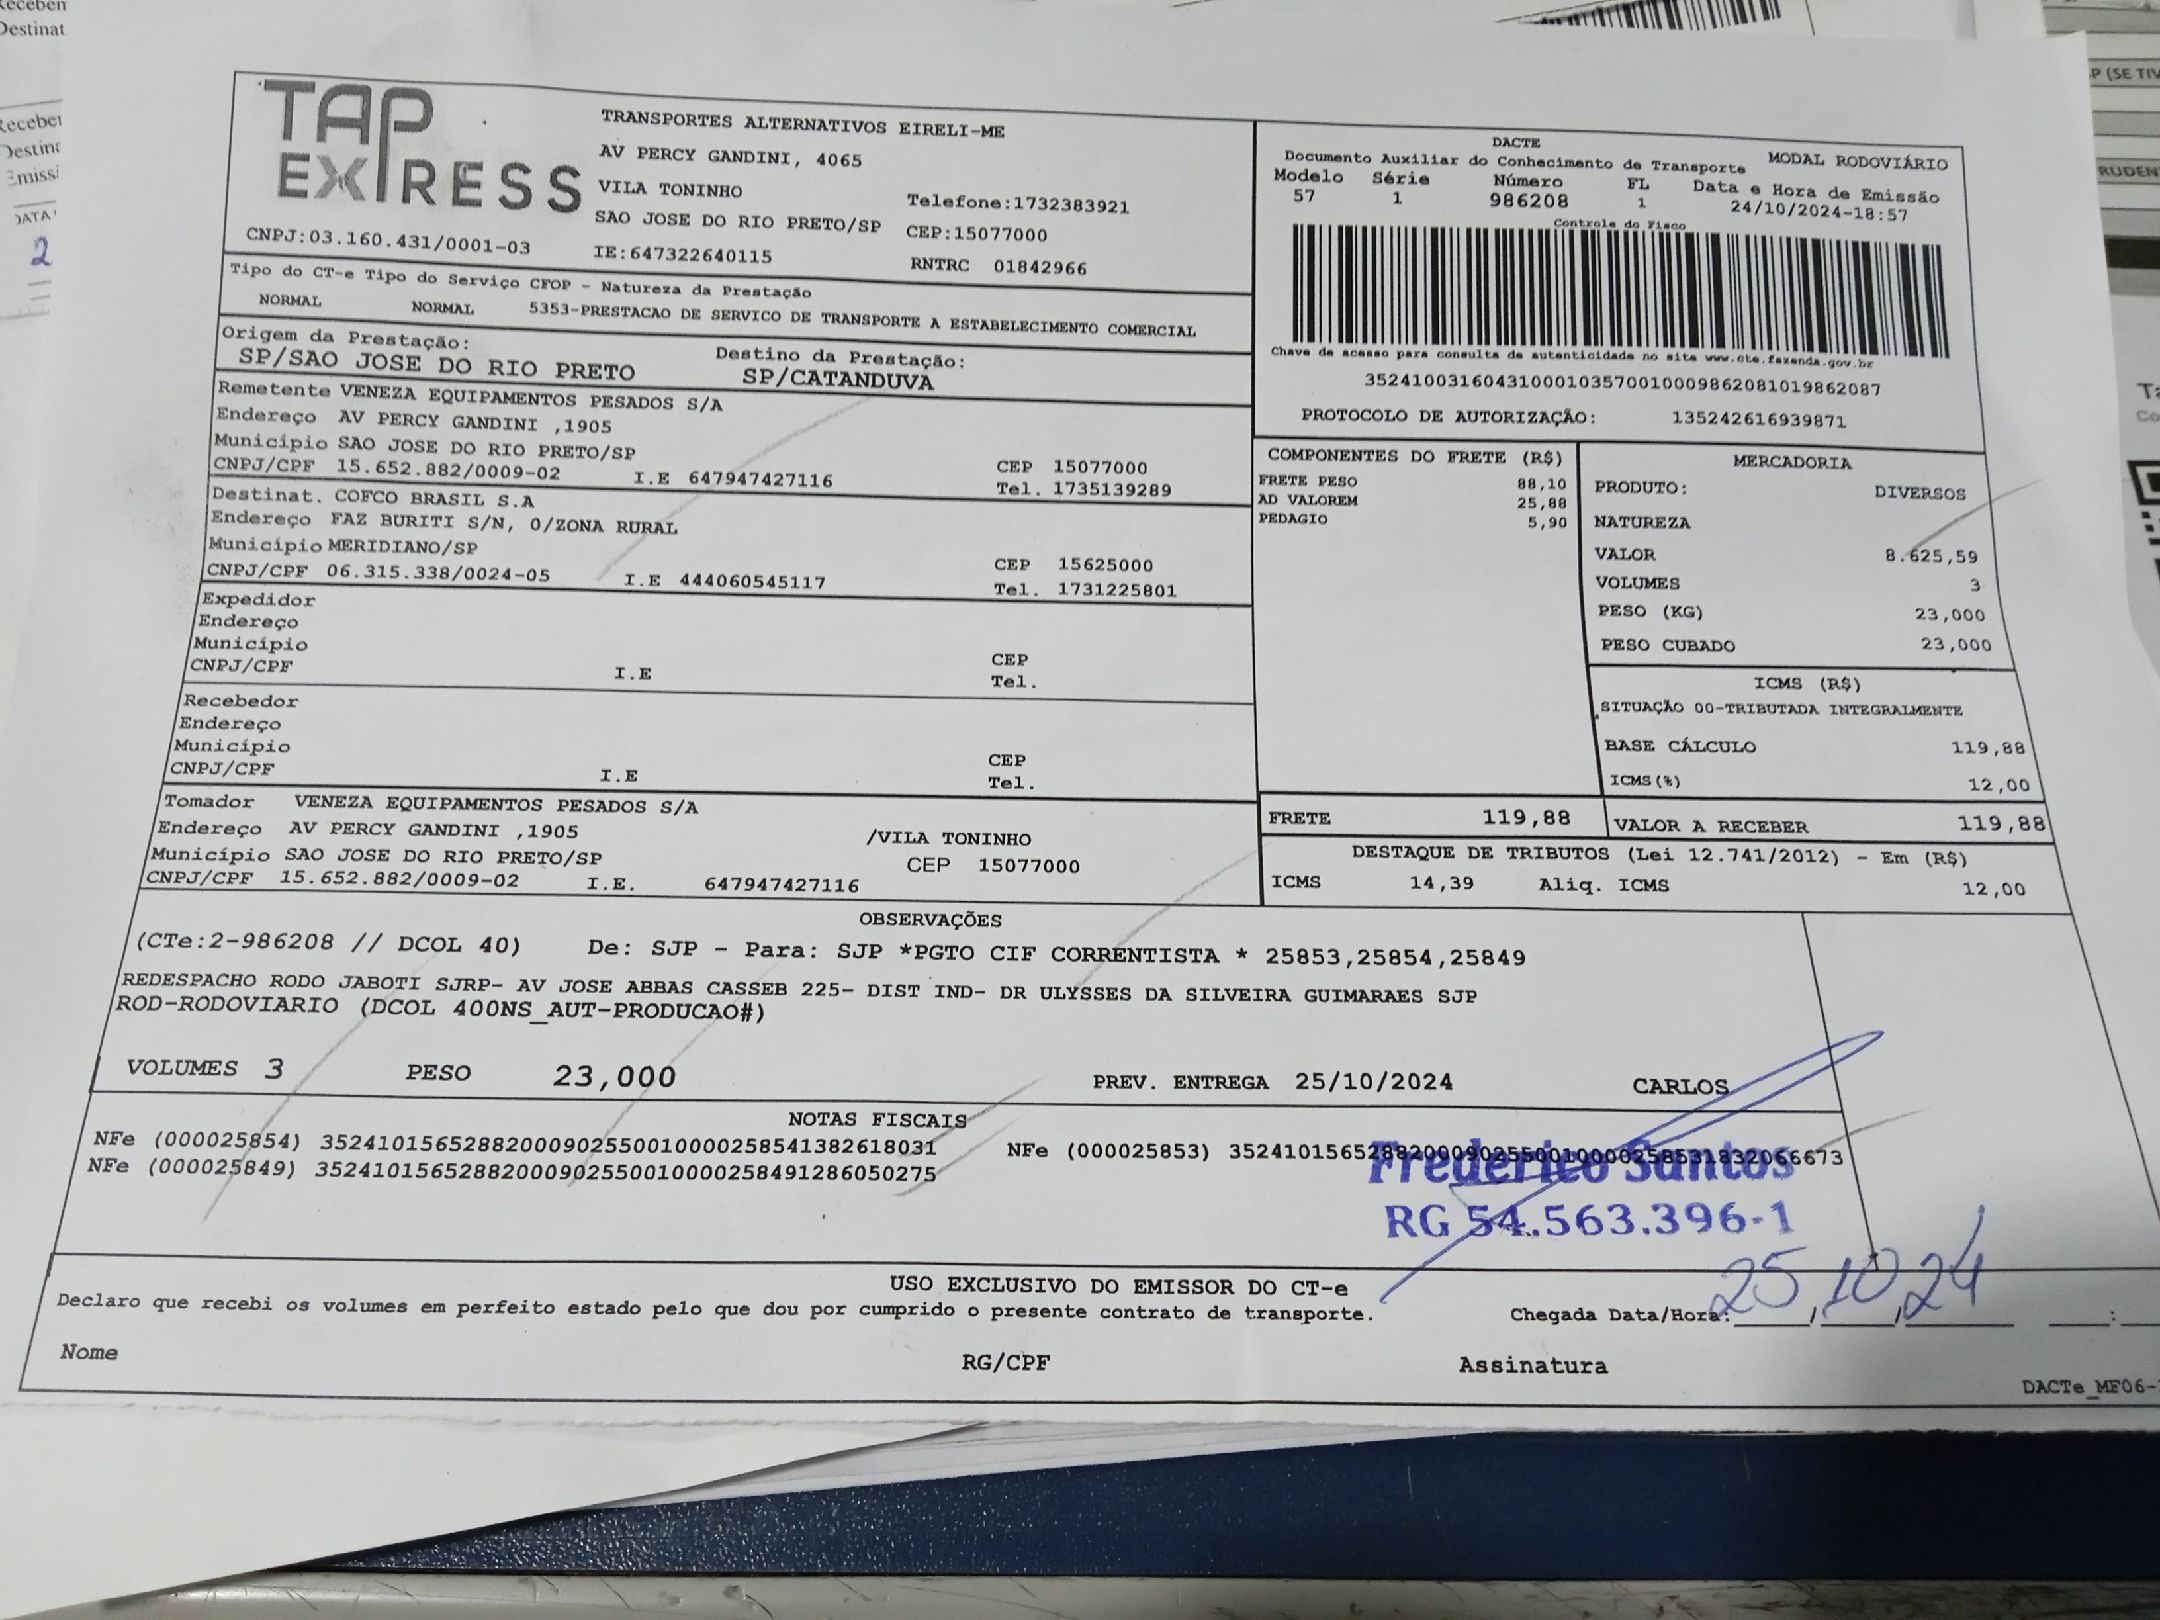 TAP
EXPRESS
TRANSPORTES ALTERNATIVOS EIRELI-ME
AV PERCY GANDINI, 4065
VILA TONINHO
Telefone:1732383921
SAO JOSE DO RIO PRETO/SP CEP:15077000
CNPJ:03.160.431/0001-03 IE:647322640115 RNTRC 01842966
DACTE
Documento Auxiliar do Conhecimento de Transporte MODAL RODOVIÁRIO
Modelo Série Número FL Data e Hora de Emissão
57 1 986208 1 24/10/2024-18:57
Controle do Fisco
Chave de acesso para consulta de autenticidade no site www.cte.fazenda.gov.br
35241003160431000103570010009862081019862087
PROTOCOLO DE AUTORIZAÇÃO: 135242616939871
Tipo do CT-e Tipo do Serviço CFOP - Natureza da Prestação
NORMAL NORMAL 5353-PRESTACAO DE SERVICO DE TRANSPORTE A ESTABELECIMENTO COMERCIAL
Origem da Prestação: Destino da Prestação:
SP/SAO JOSE DO RIO PRETO SP/CATANDUVA
Remetente VENEZA EQUIPAMENTOS PESADOS S/A
Endereço AV PERCY GANDINI ,1905
Município SAO JOSE DO RIO PRETO/SP CEP 15077000
CNPJ/CPF 15.652.882/0009-02 I.E 647947427116 Tel. 1735139289
Destinat. COFCO BRASIL S.A
Endereço FAZ BURITI S/N, 0/ZONA RURAL
Município MERIDIANO/SP CEP 15625000
CNPJ/CPF 06.315.338/0024-05 I.E 444060545117 Tel. 1731225801
Expedidor
Endereço
Município CEP
CNPJ/CPF I.E Tel.
Recebedor
Endereço
Município CEP
CNPJ/CPF I.E Tel.
Tomador VENEZA EQUIPAMENTOS PESADOS S/A
Endereço AV PERCY GANDINI ,1905 /VILA TONINHO
Município SAO JOSE DO RIO PRETO/SP CEP 15077000
CNPJ/CPF 15.652.882/0009-02 I.E. 647947427116
COMPONENTES DO FRETE (R$)
FRETE PESO 88,10
AD VALOREM 25,88
PEDAGIO 5,90
MERCADORIA
PRODUTO: DIVERSOS
NATUREZA
VALOR 8.625,59
VOLUMES 3
PESO (KG) 23,000
PESO CUBADO 23,000
ICMS (R$)
SITUAÇÃO 00-TRIBUTADA INTEGRALMENTE
BASE CÁLCULO 119,88
ICMS(%) 12,00
FRETE 119,88 VALOR A RECEBER 119,88
DESTAQUE DE TRIBUTOS (Lei 12.741/2012) - Em (R$)
ICMS 14,39 Aliq. ICMS 12,00
OBSERVAÇÕES
(CTe:2-986208 // DCOL 40) De: SJP - Para: SJP *PGTO CIF CORRENTISTA * 25853,25854,25849
REDESPACHO RODO JABOTI SJRP- AV JOSE ABBAS CASSEB 225- DIST IND- DR ULYSSES DA SILVEIRA GUIMARAES SJP
ROD-RODOVIARIO (DCOL 400NS_AUT-PRODUCAO#)
VOLUMES 3 PESO 23,000 PREV. ENTREGA 25/10/2024 CARLOS
NOTAS FISCAIS
NFe (000025854) 35241015652882000902550010000258541382618031 NFe (000025853) 35241015652882000902550010000258531832066673
NFe (000025849) 35241015652882000902550010000258491286050275
Frederico Santos
RG 54.563.396-1
USO EXCLUSIVO DO EMISSOR DO CT-e
Declaro que recebi os volumes em perfeito estado pelo que dou por cumprido o presente contrato de transporte. Chegada Data/Hora: 25/10/24 :
Nome RG/CPF Assinatura
DACTe_MF06-